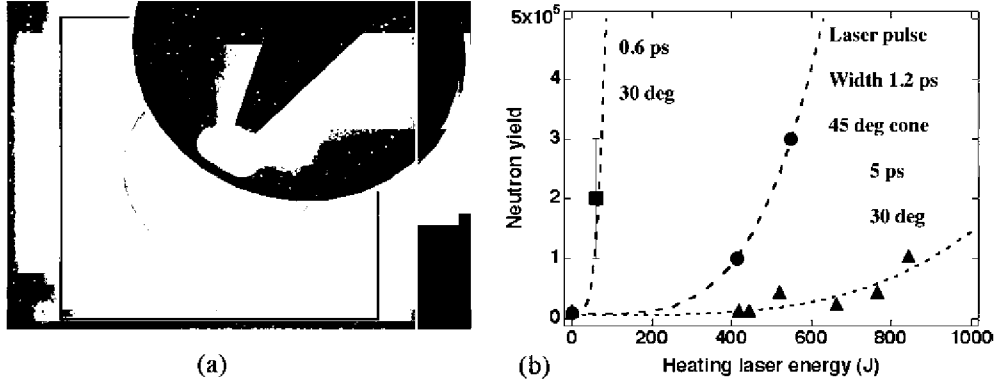 5x10⁵
4
3
2
1
0
0.6 ps
30 deg
Laser pulse
Width 1.2 ps
45 deg cone
5 ps
30 deg
Neutron yield
0 200 400 600 800 1000
Heating laser energy (J)
(a)
(b)